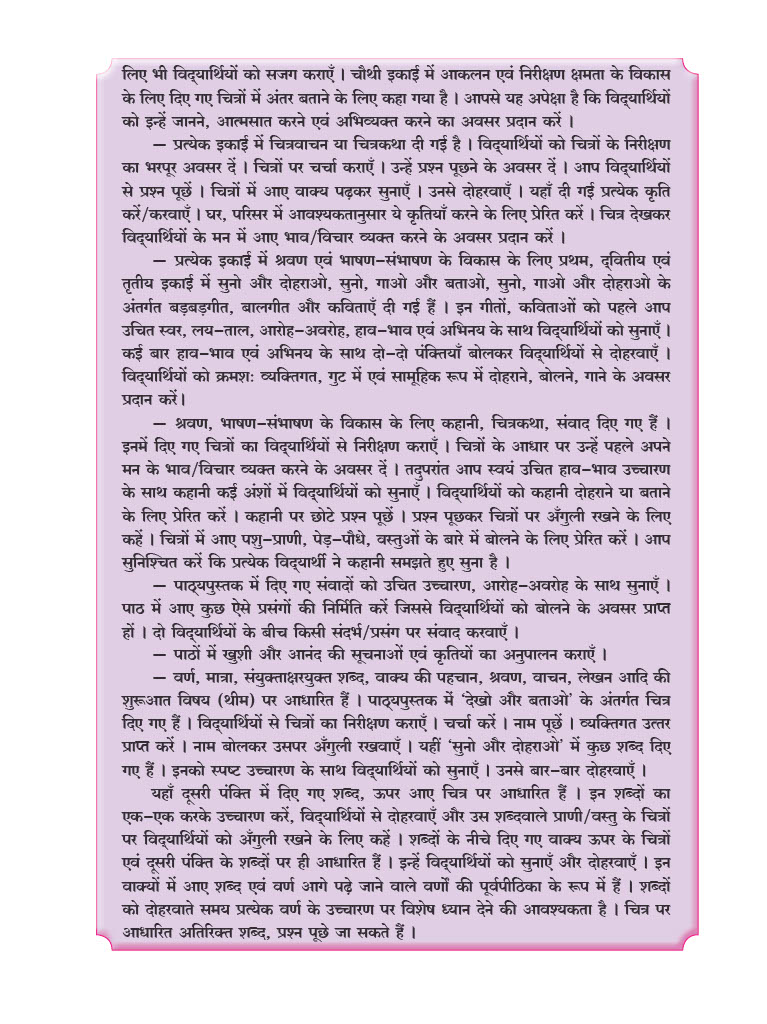 लिए भी विद्‍यार्थियों को सजग कराएँ । चौथी इकाई में आकलन एवं निरीक्षण क्षमता के विकास
के लिए दिए गए चित्रों में अंतर बताने के लिए कहा गया है । आपसे यह अपेक्षा है कि विद्‍यार्थियों
को इन्हें जानने, आत्मसात करने एवं अभिव्यक्त करने का अवसर प्रदान करें ।
– प्रत्येक इकाई में चित्रवाचन या चित्रकथा दी गई है । विद्‍यार्थियों को चित्रों के निरीक्षण
का भरपूर अवसर दें । चित्रों पर चर्चा कराएँ । उन्हें प्रश्न पूछने के अवसर दें । आप विद्‍यार्थियों
से प्रश्न पूछें । चित्रों में आए वाक्य पढ़कर सुनाएँ । उनसे दोहरवाएँ । यहाँ दी गई प्रत्येक कृति
करें/करवाएँ । घर, परिसर में आवश्यकतानुसार ये कृतियाँ करने के लिए प्रेरित करें । चित्र देखकर
विद्‍यार्थियों के मन में आए भाव/विचार व्यक्त करने के अवसर प्रदान करें ।
– प्रत्येक इकाई में श्रवण एवं भाषण-संभाषण के विकास के लिए प्रथम, द्‍वितीय एवं
तृतीय इकाई में सुनो और दोहराओ, सुनो, गाओ और बताओ, सुनो, गाओ और दोहराओ के
अंतर्गत बड़बड़गीत, बालगीत और कविताएँ दी गई हैं । इन गीतों, कविताओं को पहले आप
उचित स्वर, लय-ताल, आरोह-अवरोह, हाव-भाव एवं अभिनय के साथ विद्‍यार्थियों को सुनाएँ ।
कई बार हाव-भाव एवं अभिनय के साथ दो-दो पंक्तियाँ बोलकर विद्‍यार्थियों से दोहरवाएँ ।
विद्‍यार्थियों को क्रमशः व्यक्तिगत, गुट में एवं सामूहिक रूप में दोहराने, बोलने, गाने के अवसर
प्रदान करें।
– श्रवण, भाषण-संभाषण के विकास के लिए कहानी, चित्रकथा, संवाद दिए गए हैं ।
इनमें दिए गए चित्रों का विद्‍यार्थियों से निरीक्षण कराएँ । चित्रों के आधार पर उन्हें पहले अपने
मन के भाव/विचार व्यक्त करने के अवसर दें । तदुपरांत आप स्वयं उचित हाव-भाव उच्चारण
के साथ कहानी कई अंशों में विद्‍यार्थियों को सुनाएँ । विद्‍यार्थियों को कहानी दोहराने या बताने
के लिए प्रेरित करें । कहानी पर छोटे प्रश्न पूछें । प्रश्न पूछकर चित्रों पर अँगुली रखने के लिए
कहें । चित्रों में आए पशु-प्राणी, पेड़-पौधे, वस्तुओं के बारे में बोलने के लिए प्रेरित करें । आप
सुनिश्चित करें कि प्रत्येक विद्‍यार्थी ने कहानी समझते हुए सुना है ।
– पाठ्यपुस्तक में दिए गए संवादों को उचित उच्चारण, आरोह-अवरोह के साथ सुनाएँ ।
पाठ में आए कुछ ऐसे प्रसंगों की निर्मिति करें जिससे विद्‍यार्थियों को बोलने के अवसर प्राप्त
हों । दो विद्‍यार्थियों के बीच किसी संदर्भ/प्रसंग पर संवाद करवाएँ ।
– पाठों में खुशी और आनंद की सूचनाओं एवं कृतियों का अनुपालन कराएँ ।
– वर्ण, मात्रा, संयुक्ताक्षरयुक्त शब्द, वाक्य की पहचान, श्रवण, वाचन, लेखन आदि की
शुरूआत विषय (थीम) पर आधारित हैं । पाठ्यपुस्तक में ‘देखो और बताओ’ के अंतर्गत चित्र
दिए गए हैं । विद्‍यार्थियों से चित्रों का निरीक्षण कराएँ । चर्चा करें । नाम पूछें । व्यक्तिगत उत्तर
प्राप्त करें । नाम बोलकर उसपर अँगुली रखवाएँ । यहीं ‘सुनो और दोहराओ’ में कुछ शब्द दिए
गए हैं । इनको स्पष्ट उच्चारण के साथ विद्‍यार्थियों को सुनाएँ । उनसे बार-बार दोहरवाएँ ।
यहाँ दूसरी पंक्ति में दिए गए शब्द, ऊपर आए चित्र पर आधारित हैं । इन शब्दों का
एक-एक करके उच्चारण करें, विद्‍यार्थियों से दोहरवाएँ और उस शब्दवाले प्राणी/वस्तु के चित्रों
पर विद्‍यार्थियों को अँगुली रखने के लिए कहें । शब्दों के नीचे दिए गए वाक्य ऊपर के चित्रों
एवं दूसरी पंक्ति के शब्दों पर ही आधारित हैं । इन्हें विद्‍यार्थियों को सुनाएँ और दोहरवाएँ । इन
वाक्यों में आए शब्द एवं वर्ण आगे पढ़े जाने वाले वर्णों की पूर्वपीठिका के रूप में हैं । शब्दों
को दोहरवाते समय प्रत्येक वर्ण के उच्चारण पर विशेष ध्यान देने की आवश्यकता है । चित्र पर
आधारित अतिरिक्त शब्द, प्रश्न पूछे जा सकते हैं ।